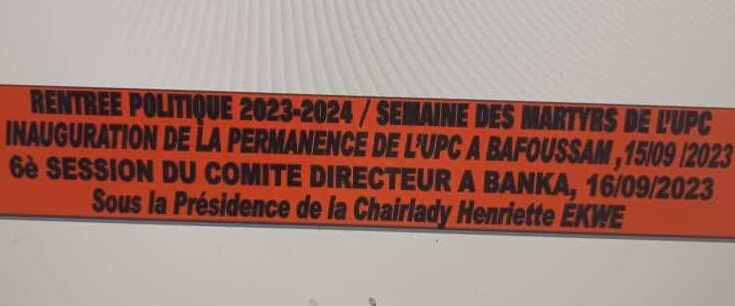 RENTREE POLITIQUE 2023-2024 / SEMAINE DES MARTYRS DE L'UPC
INAUGURATION DE LA PERMANENCE DE L'UPC A BAFOUSSAM ,15/09 /2023
6è SESSION DU COMITE DIRECTEUR A BANKA, 16/09/2023
Sous la Présidence de la Chairlady Henriette EKWE